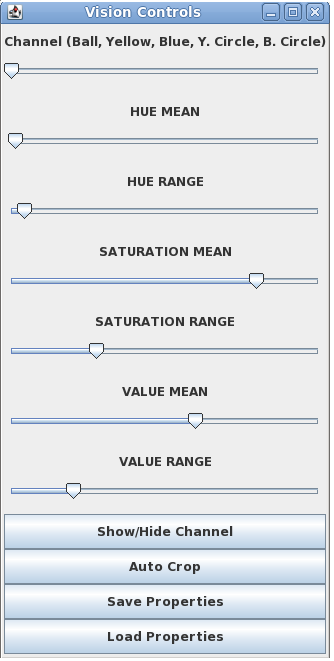 Vision Controls
Channel (Ball, Yellow, Blue, Y. Circle, B. Circle)
HUE MEAN
HUE RANGE
SATURATION MEAN
SATURATION RANGE
VALUE MEAN
VALUE RANGE
Show/Hide Channel
Auto Crop
Save Properties
Load Properties